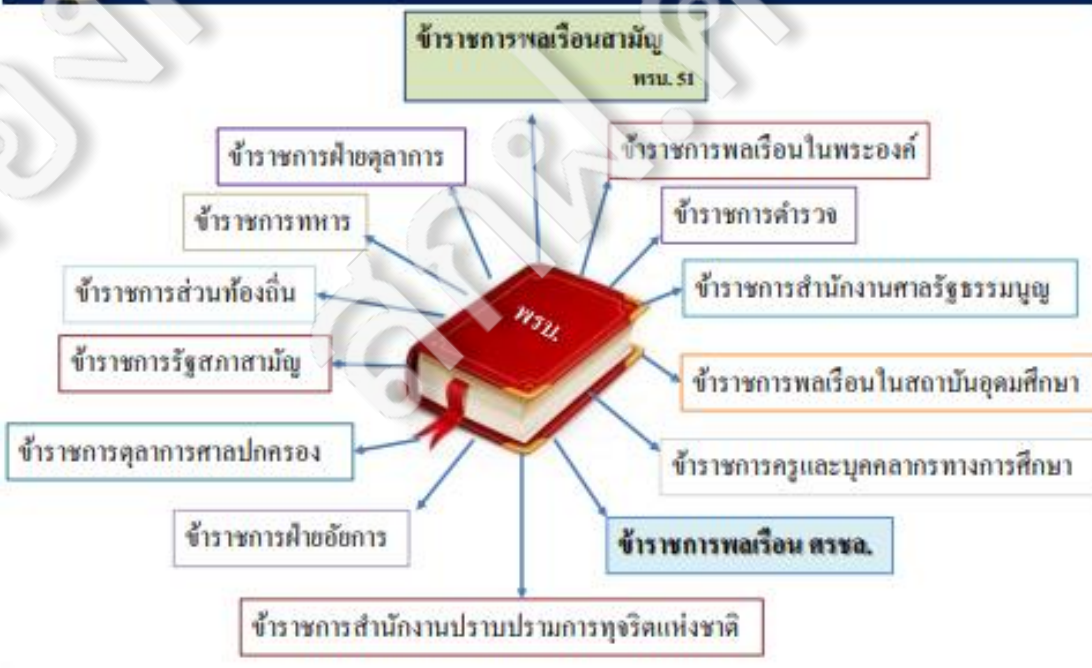 ข้าราชการพลเรือนสามัญ
พรบ. 51
ข้าราชการฝ่ายตุลาการ
ข้าราชการพลเรือนในพระองค์
ข้าราชการทหาร
ข้าราชการตำรวจ
ข้าราชการส่วนท้องถิ่น
ข้าราชการสำนักงานศาลรัฐธรรมนูญ
พรบ.
ข้าราชการรัฐสภาสามัญ
ข้าราชการพลเรือนในสถาบันอุดมศึกษา
ข้าราชการตุลาการศาลปกครอง
ข้าราชการครูและบุคคลากรทางการศึกษา
ข้าราชการฝ่ายอัยการ
ข้าราชการพลเรือน ศรชล.
ข้าราชการสำนักงานปราบปรามการทุจริตแห่งชาติ